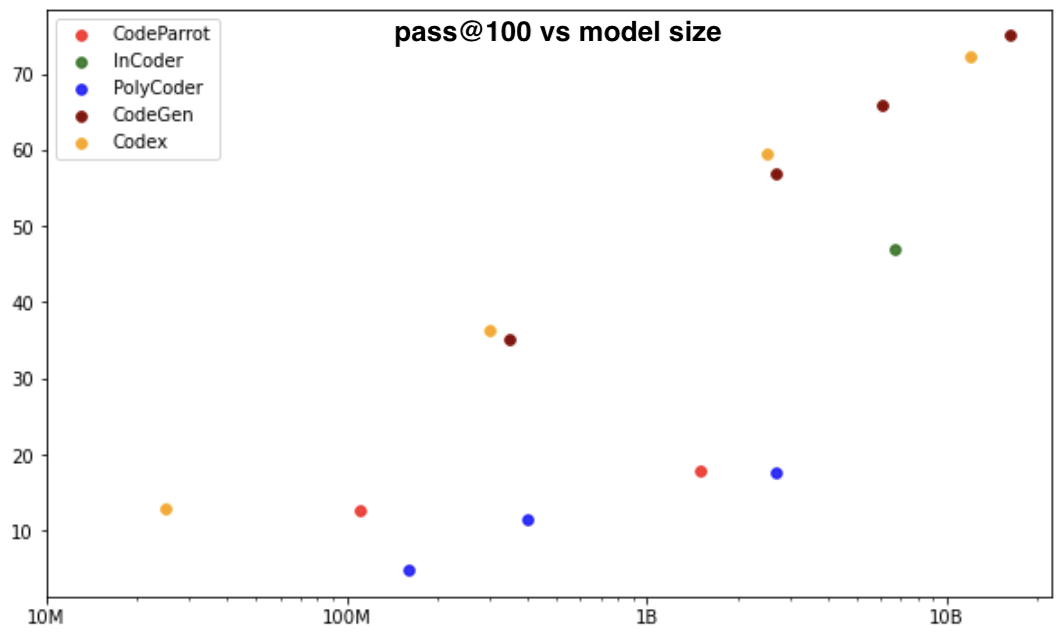 pass@100 vs model size
CodeParrot
InCoder
PolyCoder
CodeGen
Codex
70
60
50
40
30
20
10
10M 100M 1B 10B